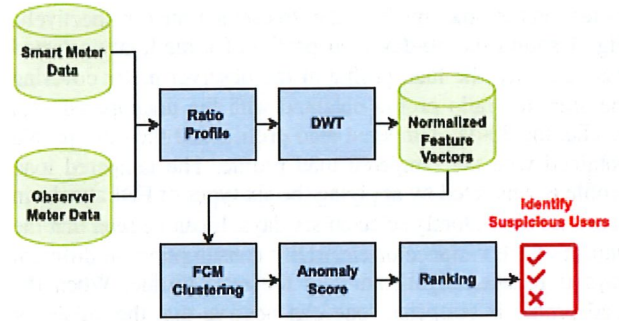 Smart Meter
Data
Ratio
Profile
DWT
Normalized
Feature
Vectors
Observer
Meter Data
Identify
Suspicious Users
FCM
Clustering
Anomaly
Score
Ranking